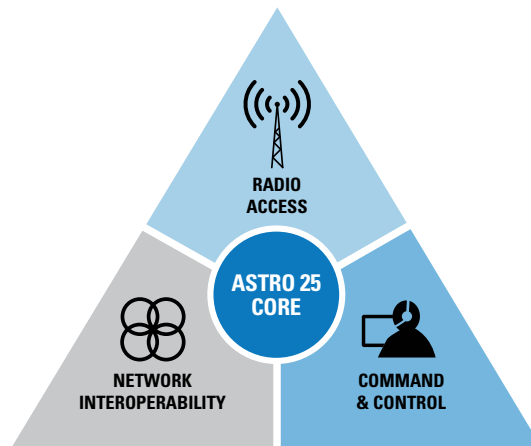 RADIO
ACCESS
ASTRO 25
CORE
NETWORK
INTEROPERABILITY
COMMAND
& CONTROL